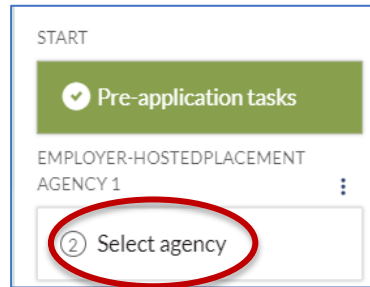 START
Pre-application tasks
EMPLOYER-HOSTEDPLACEMENT
AGENCY 1
2 Select agency